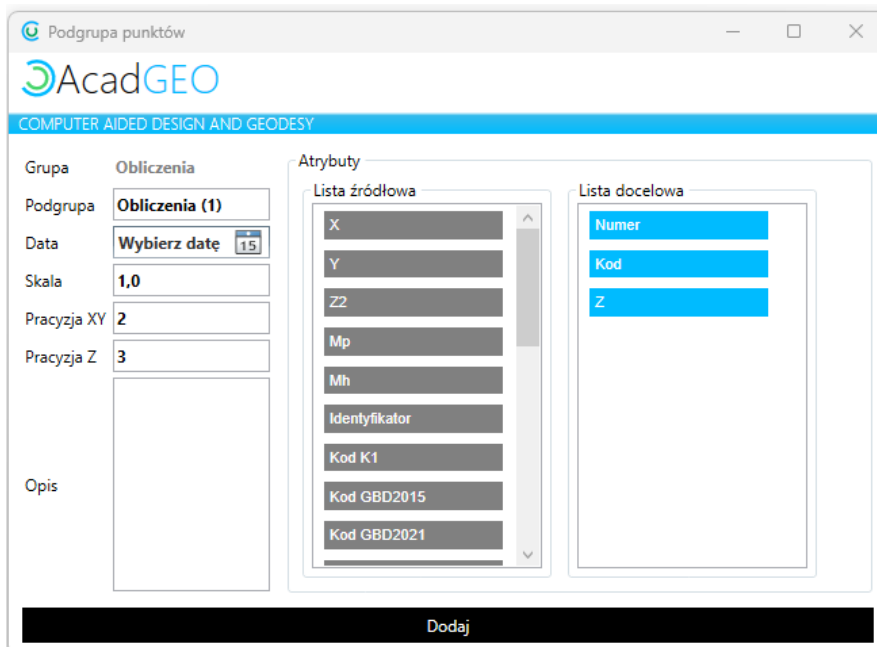 Podgrupa punktów
AcadGEO
COMPUTER AIDED DESIGN AND GEODESY
Grupa Obliczenia
Podgrupa Obliczenia (1)
Data Wybierz datę 15
Skala 1,0
Pracyzja XY 2
Pracyzja Z 3
Opis
Atrybuty
Lista źródłowa
X
Y
Z2
Mp
Mh
Identyfikator
Kod K1
Kod GBD2015
Kod GBD2021
Lista docelowa
Numer
Kod
Z
Dodaj